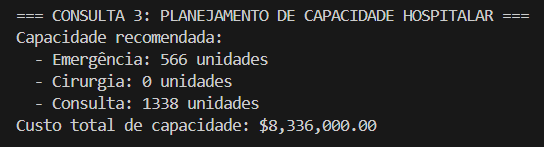 === CONSULTA 3: PLANEJAMENTO DE CAPACIDADE HOSPITALAR ===
Capacidade recomendada:
  - Emergência: 566 unidades
  - Cirurgia: 0 unidades
  - Consulta: 1338 unidades
Custo total de capacidade: $8,336,000.00